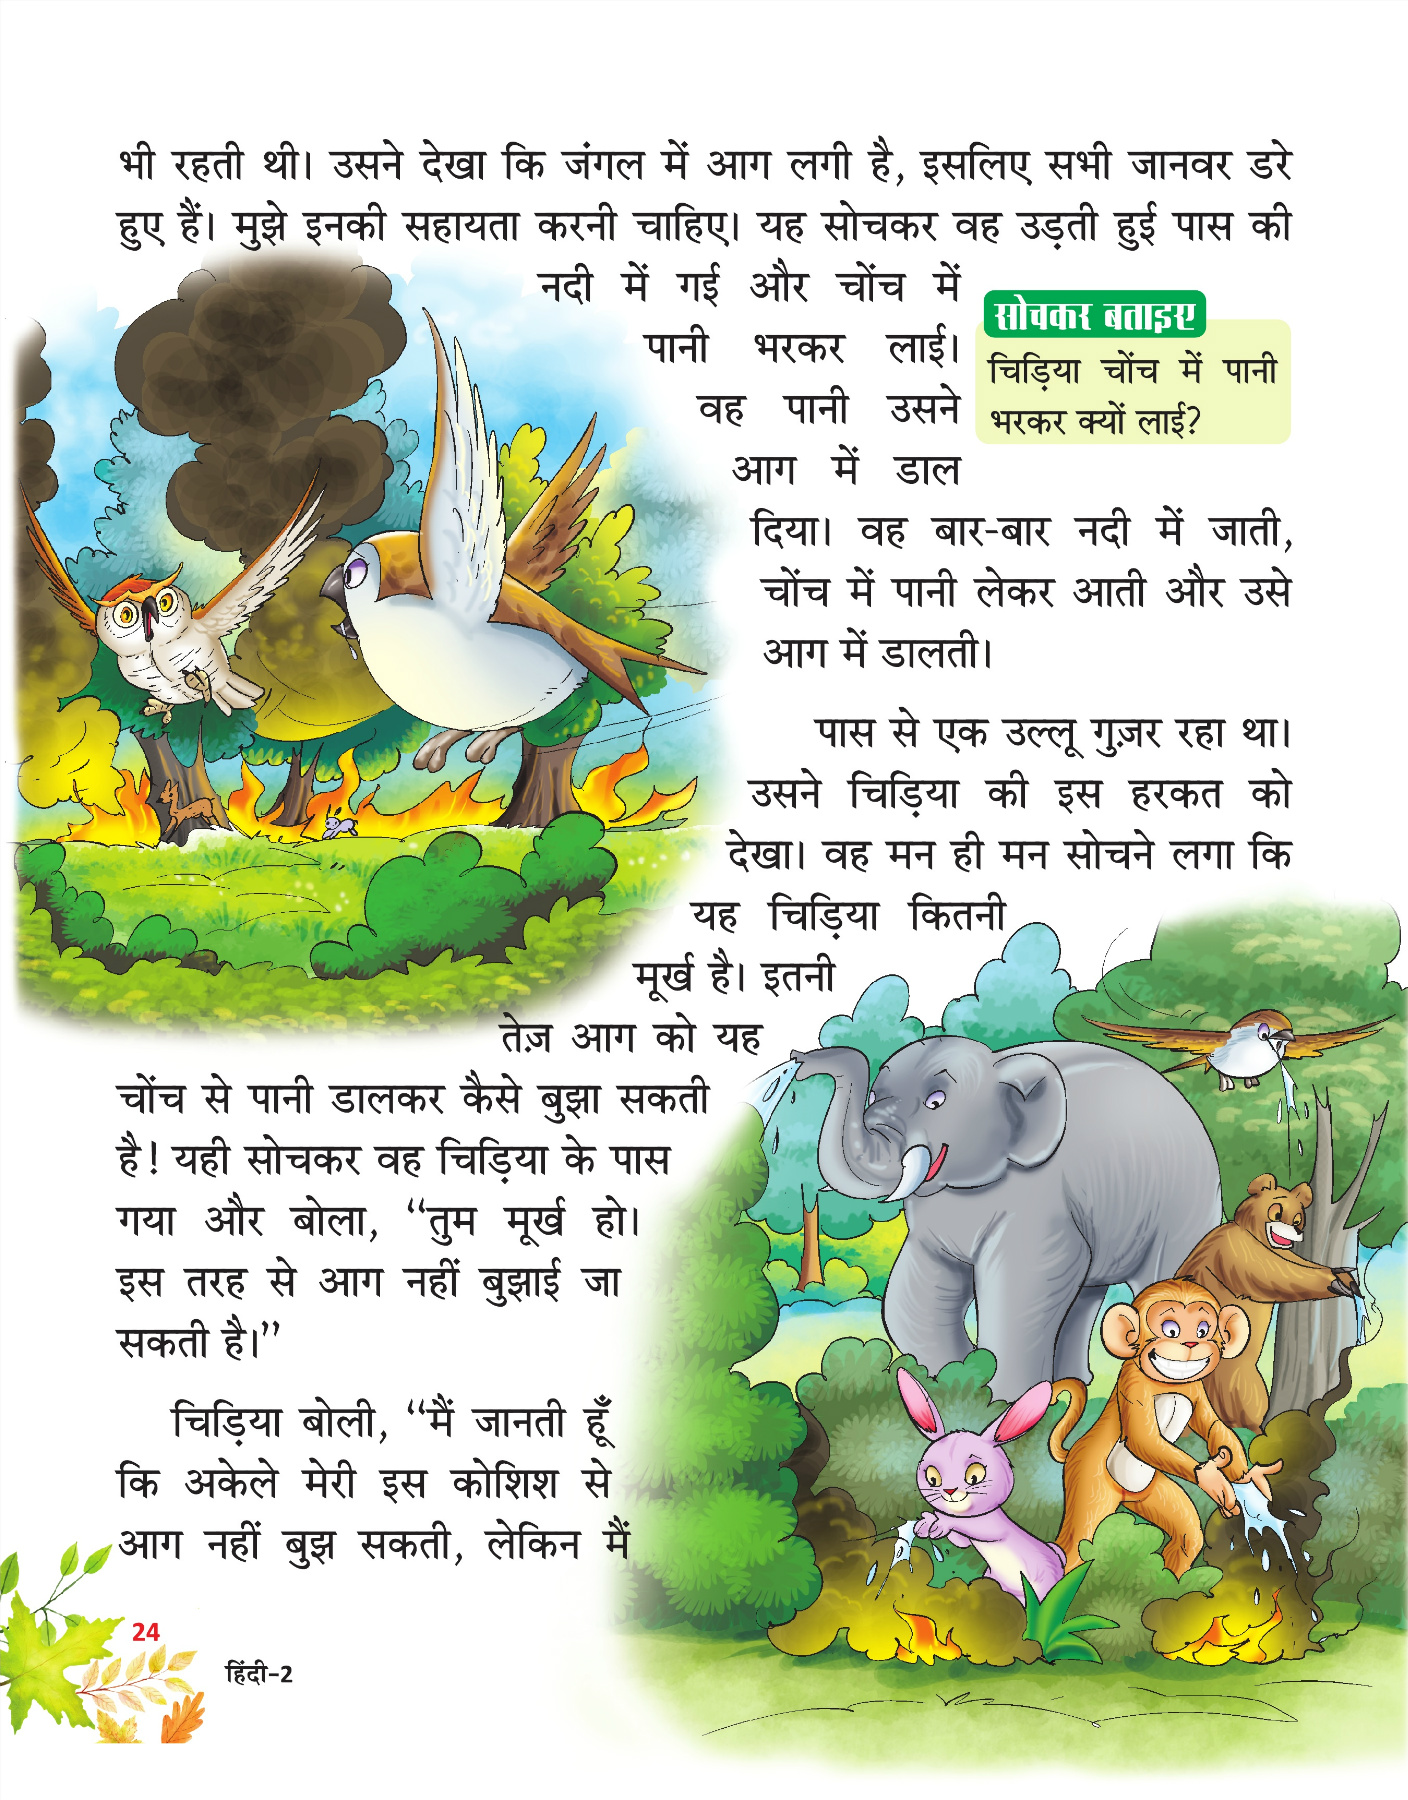 भी रहती थी। उसने देखा कि जंगल में आग लगी है, इसलिए सभी जानवर डरे
हुए हैं। मुझे इनकी सहायता करनी चाहिए। यह सोचकर वह उड़ती हुई पास की
नदी में गई और चोंच में
पानी भरकर लाई।
वह पानी उसने
आग में डाल
सोचकर बताइए
चिड़िया चोंच में पानी
भरकर क्यों लाई?
दिया। वह बार-बार नदी में जाती,
चोंच में पानी लेकर आती और उसे
आग में डालती।
पास से एक उल्लू गुज़र रहा था।
उसने चिड़िया की इस हरकत को
देखा। वह मन ही मन सोचने लगा कि
यह चिड़िया कितनी
मूर्ख है। इतनी
तेज़ आग को यह
चोंच से पानी डालकर कैसे बुझा सकती
है! यही सोचकर वह चिड़िया के पास
गया और बोला, “तुम मूर्ख हो।
इस तरह से आग नहीं बुझाई जा
सकती है।”
चिड़िया बोली, “मैं जानती हूँ
कि अकेले मेरी इस कोशिश से
आग नहीं बुझ सकती, लेकिन मैं
24
हिंदी-2